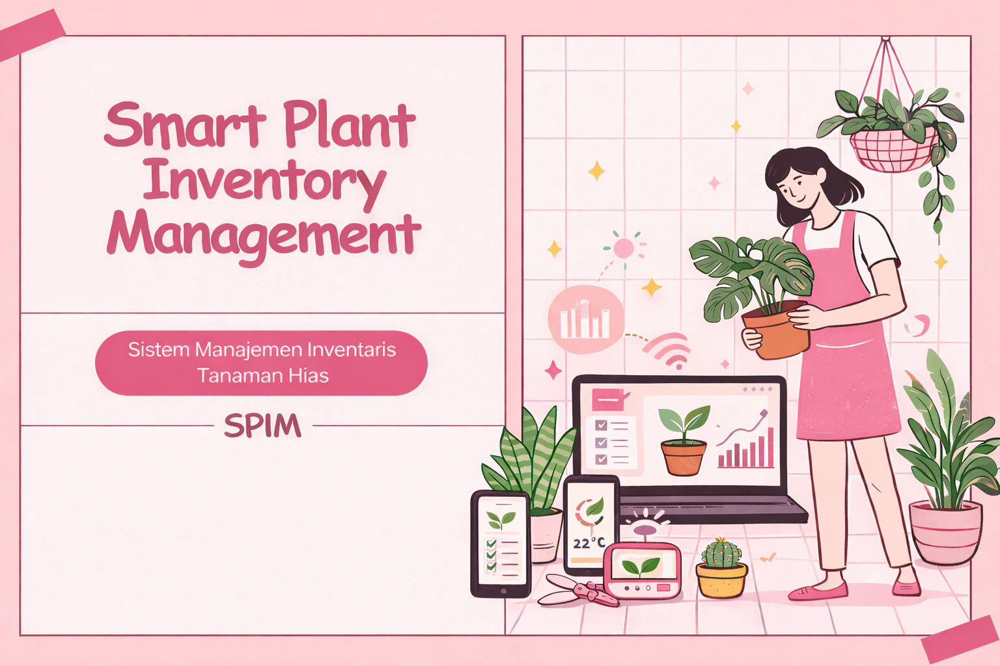 Smart Plant
Inventory
Management
Sistem Manajemen Inventaris
Tanaman Hias
SPIM
22°C